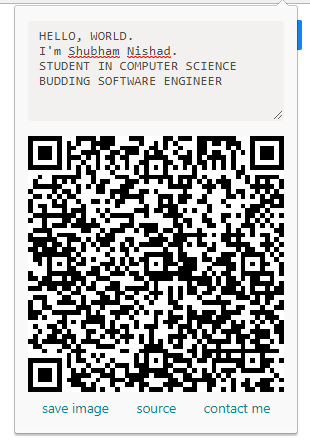 HELLO, WORLD.
I'm Shubham Nishad.
STUDENT IN COMPUTER SCIENCE
BUDDING SOFTWARE ENGINEER
save image source contact me